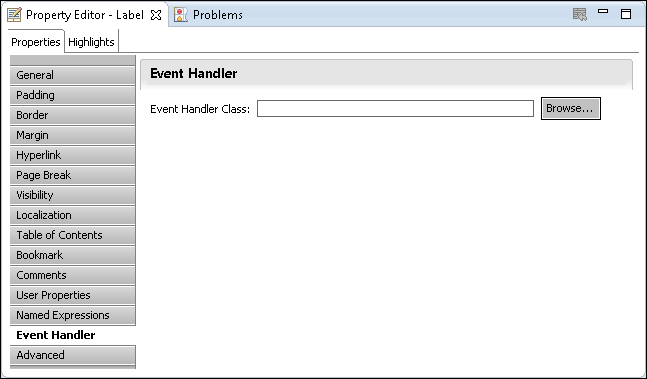 Property Editor - Label
Problems
Properties
Highlights
General
Padding
Border
Margin
Hyperlink
Page Break
Visibility
Localization
Table of Contents
Bookmark
Comments
User Properties
Named Expressions
Event Handler
Advanced
Event Handler
Event Handler Class:
Browse...